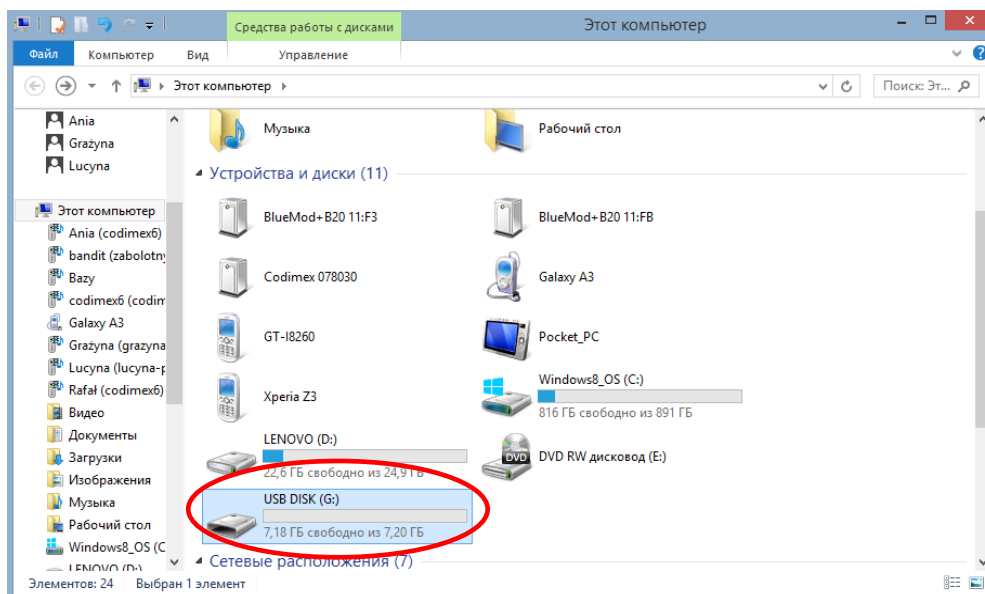 Средства работы с дисками
Этот компьютер
Файл
Компьютер
Вид
Управление
Этот компьютер
Поиск: Эт...
Ania
Grażyna
Lucyna
Этот компьютер
Ania (codimex6)
bandit (zabolotny
Bazy
codimex6 (codim
Galaxy A3
Grażyna (grazyna
Lucyna (lucyna-p
Rafał (codimex6)
Видео
Документы
Загрузки
Изображения
Музыка
Рабочий стол
Windows8_OS (C
LENOVO (D:)
Музыка
Рабочий стол
Устройства и диски (11)
BlueMod+B20 11:F3
BlueMod+B20 11:FB
Codimex 078030
Galaxy A3
GT-I8260
Pocket_PC
Xperia Z3
Windows8_OS (C:)
816 ГБ свободно из 891 ГБ
LENOVO (D:)
22,6 ГБ свободно из 24,9 ГБ
DVD
DVD RW дисковод (E:)
USB DISK (G:)
7,18 ГБ свободно из 7,20 ГБ
Сетевые расположения (7)
Элементов: 24
Выбран 1 элемент